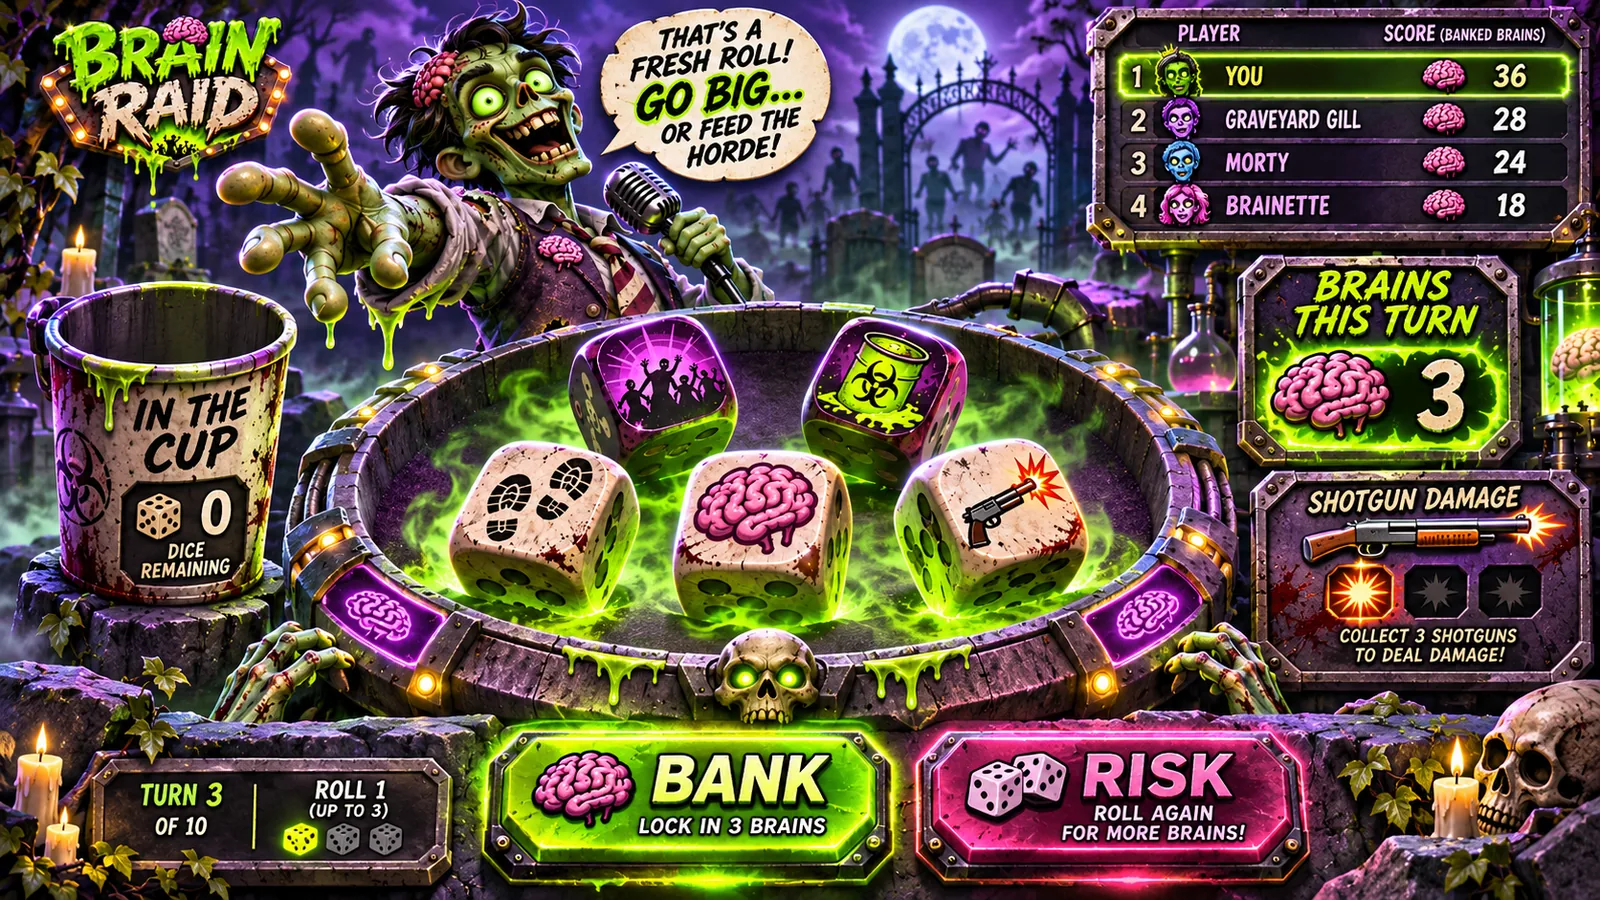 BRAIN
RAID
THAT'S A
FRESH ROLL!
GO BIG...
OR FEED THE
HORDE!
PLAYER SCORE (BANKED BRAINS)
1 YOU 36
2 GRAVEYARD GILL 28
3 MORTY 24
4 BRAINETTE 18
BRAINS
THIS TURN
3
IN THE
CUP
0
DICE
REMAINING
SHOTGUN DAMAGE
COLLECT 3 SHOTGUNS
TO DEAL DAMAGE!
TURN 3
OF 10
ROLL 1
(UP TO 3)
BANK
LOCK IN 3 BRAINS
RISK
ROLL AGAIN
FOR MORE BRAINS!